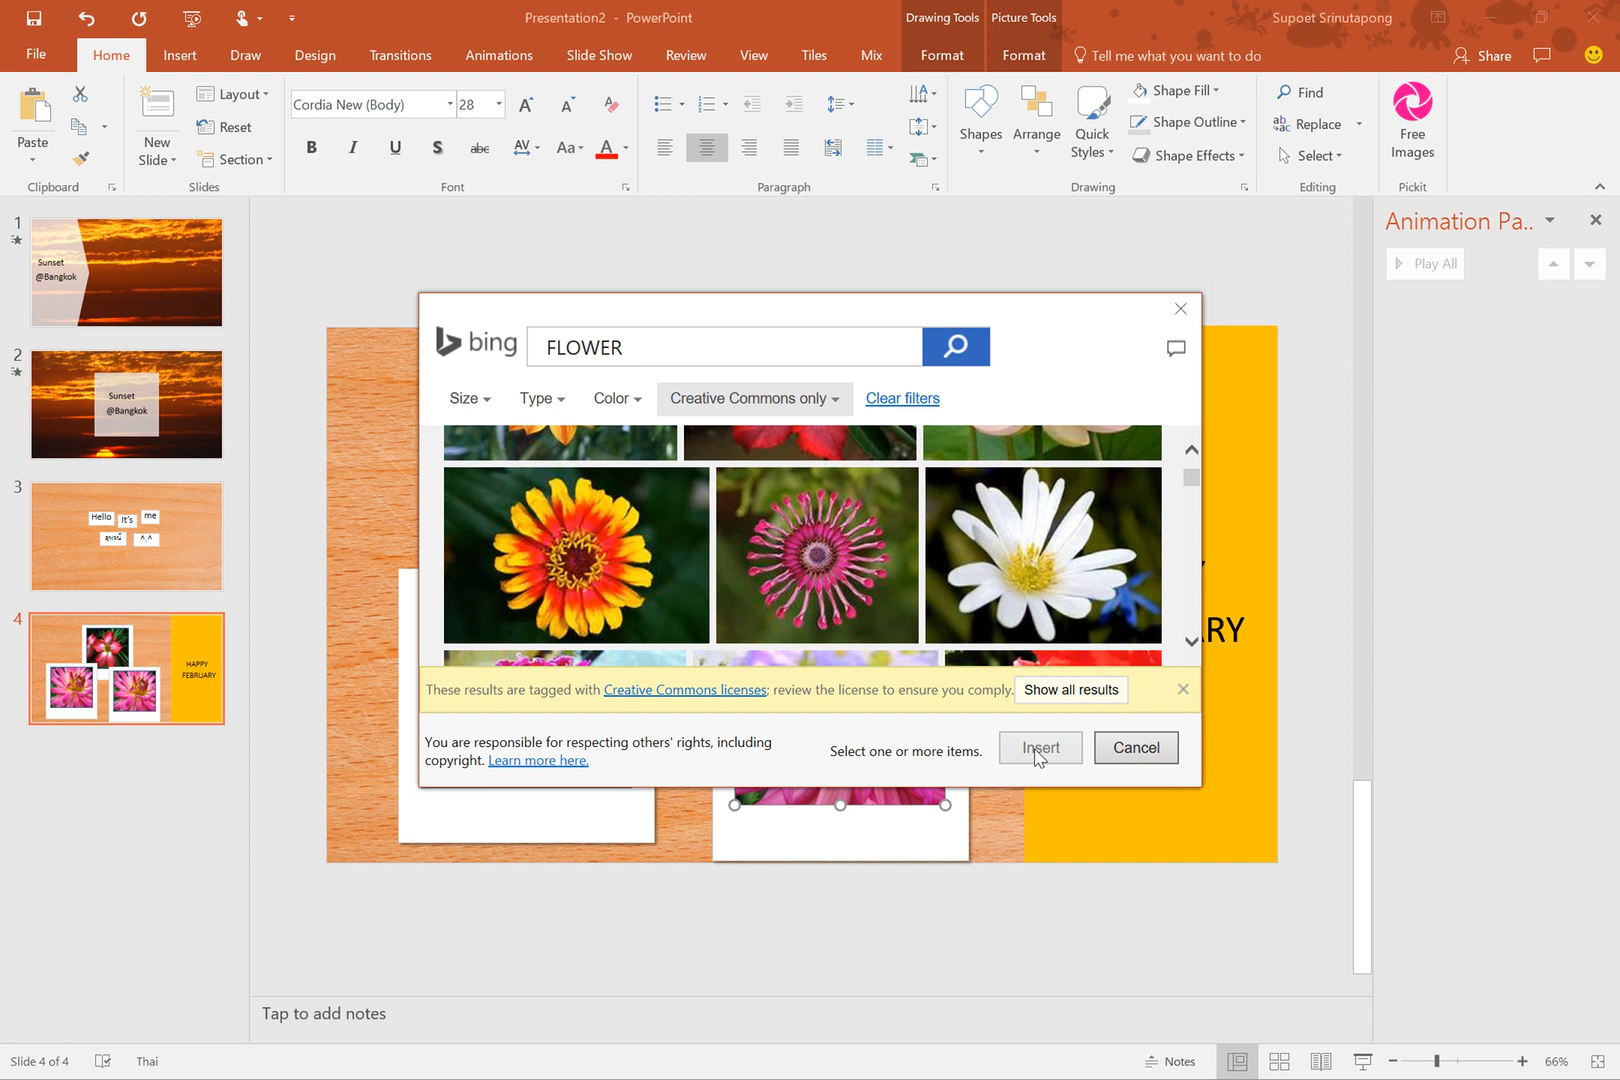 Presentation2 - PowerPoint
Drawing Tools
Picture Tools
Supoet Srinutapong
File
Home
Insert
Draw
Design
Transitions
Animations
Slide Show
Review
View
Tiles
Mix
Format
Format
Tell me what you want to do
Share
Paste
Clipboard
New
Slide
Layout
Reset
Section
Slides
Cordia New (Body)
28
B
I
U
S
abc
AV
Aa
A
Font
Paragraph
Shapes
Arrange
Quick
Styles
Shape Fill
Shape Outline
Shape Effects
Drawing
Find
Replace
Select
Editing
Free
Images
Pickit
1
Sunset
@Bangkok
2
Sunset
@Bangkok
3
Hello
It's
me
^.^
4
HAPPY
FEBRUARY
Animation Pa..
Play All
bing
FLOWER
Size
Type
Color
Creative Commons only
Clear filters
These results are tagged with Creative Commons licenses; review the license to ensure you comply.
Show all results
You are responsible for respecting others' rights, including
copyright. Learn more here.
Select one or more items.
Insert
Cancel
ARY
Tap to add notes
Slide 4 of 4
Thai
Notes
66%